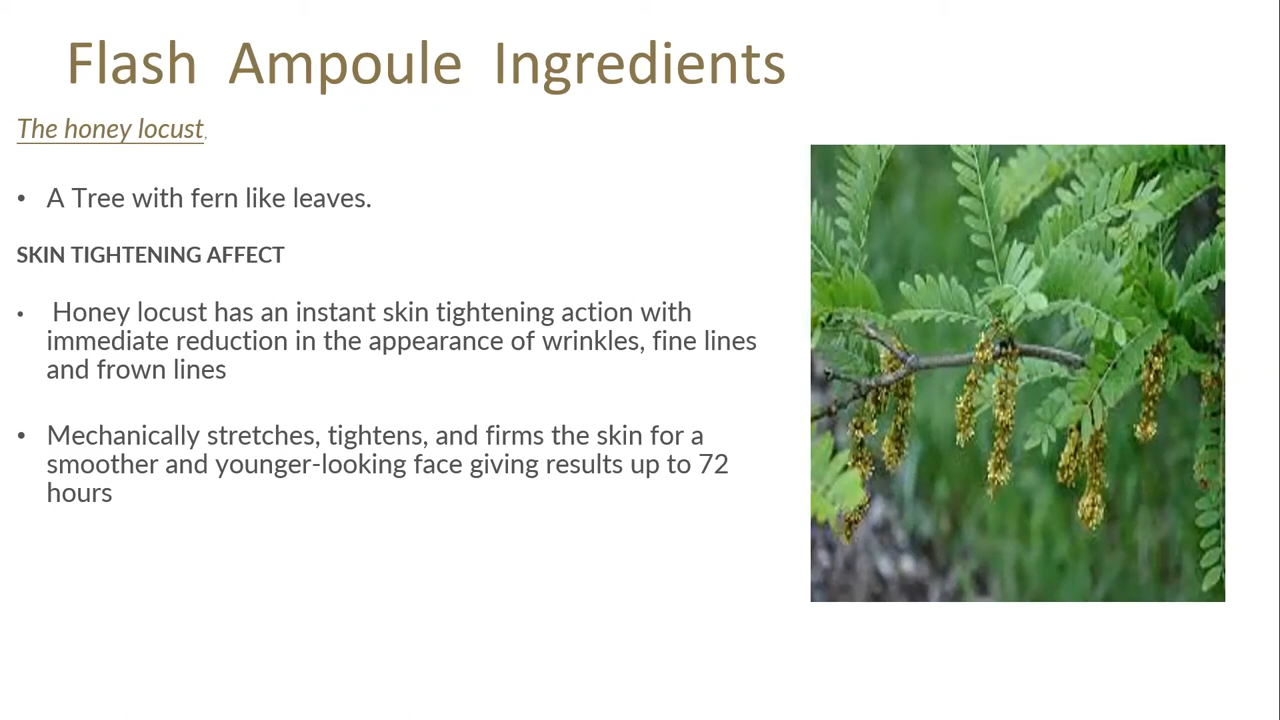 Flash Ampoule Ingredients
The honey locust,
• A Tree with fern like leaves.
SKIN TIGHTENING AFFECT
• Honey locust has an instant skin tightening action with
immediate reduction in the appearance of wrinkles, fine lines
and frown lines
• Mechanically stretches, tightens, and firms the skin for a
smoother and younger-looking face giving results up to 72
hours